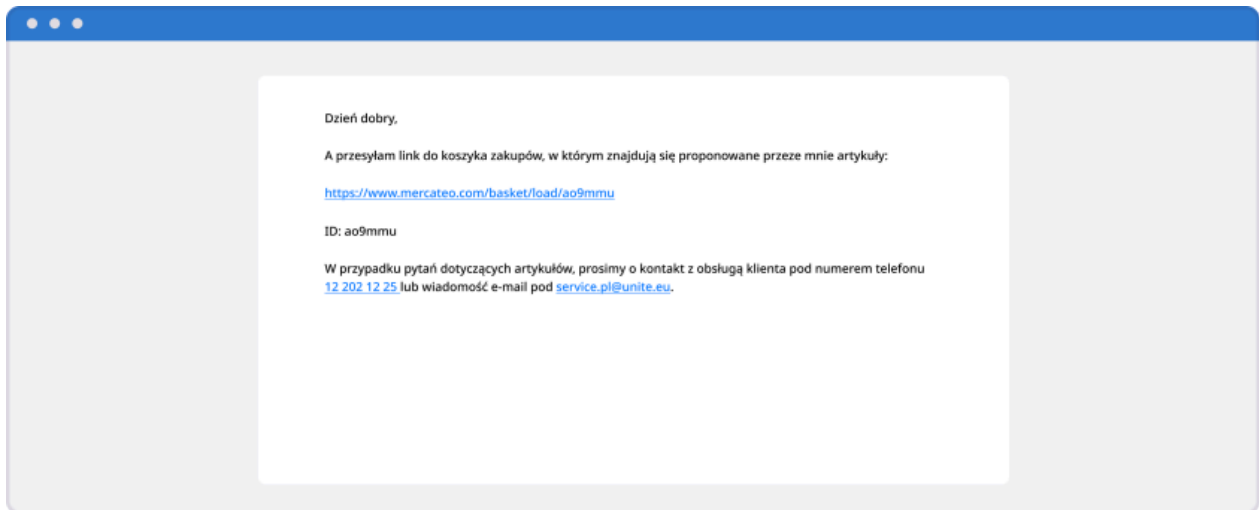 Dzień dobry,
A przesyłam link do koszyka zakupów, w którym znajdują się proponowane przeze mnie artykuły:
https://www.mercateo.com/basket/load/ao9mmu
ID: ao9mmu
W przypadku pytań dotyczących artykułów, prosimy o kontakt z obsługą klienta pod numerem telefonu
12 202 12 25 lub wiadomość e-mail pod service.pl@unite.eu.